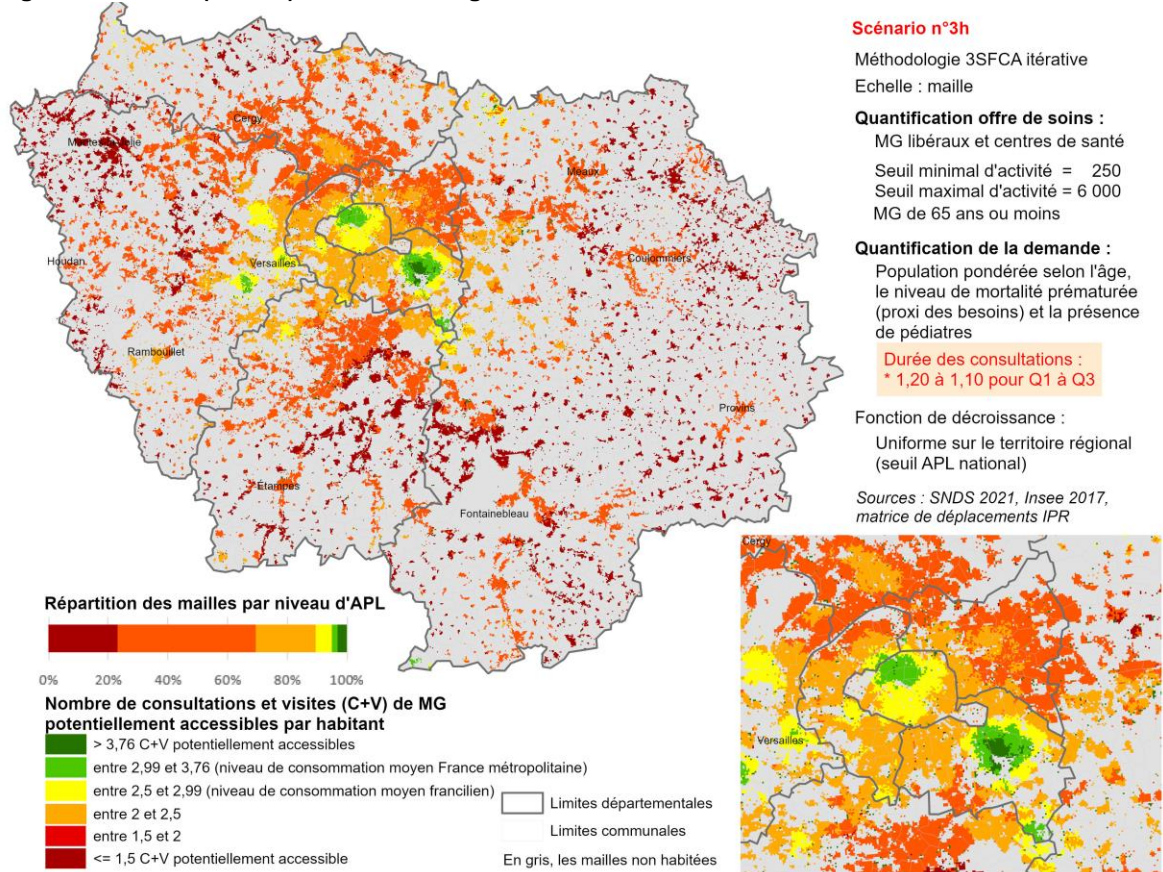 Scénario n°3h
Méthodologie 3SFCA itérative
Echelle : maille
Quantification offre de soins :
MG libéraux et centres de santé
Seuil minimal d'activité = 250
Seuil maximal d'activité = 6 000
MG de 65 ans ou moins
Quantification de la demande :
Population pondérée selon l'âge,
le niveau de mortalité prématurée
(proxi des besoins) et la présence
de pédiatres
Durée des consultations :
* 1,20 à 1,10 pour Q1 à Q3
Fonction de décroissance :
Uniforme sur le territoire régional
(seuil APL national)
Sources : SNDS 2021, Insee 2017,
matrice de déplacements IPR
Cergy
Meaux
Houdan
Versailles
Coulommiers
Rambouillet
Provins
Étampes
Fontainebleau
Répartition des mailles par niveau d'APL
0% 20% 40% 60% 80% 100%
Nombre de consultations et visites (C+V) de MG
potentiellement accessibles par habitant
> 3,76 C+V potentiellement accessibles
entre 2,99 et 3,76 (niveau de consommation moyen France métropolitaine)
entre 2,5 et 2,99 (niveau de consommation moyen francilien)
entre 2 et 2,5
entre 1,5 et 2
<= 1,5 C+V potentiellement accessible
Limites départementales
Limites communales
En gris, les mailles non habitées
Cergy
Versailles